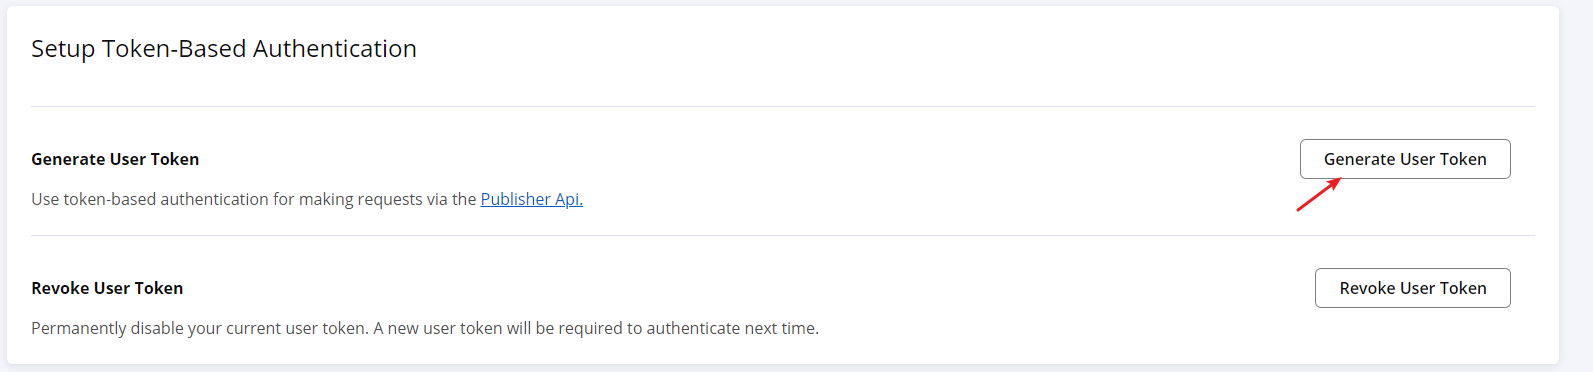 Setup Token-Based Authentication
Generate User Token
Generate User Token
Use token-based authentication for making requests via the Publisher Api.
Revoke User Token
Revoke User Token
Permanently disable your current user token. A new user token will be required to authenticate next time.